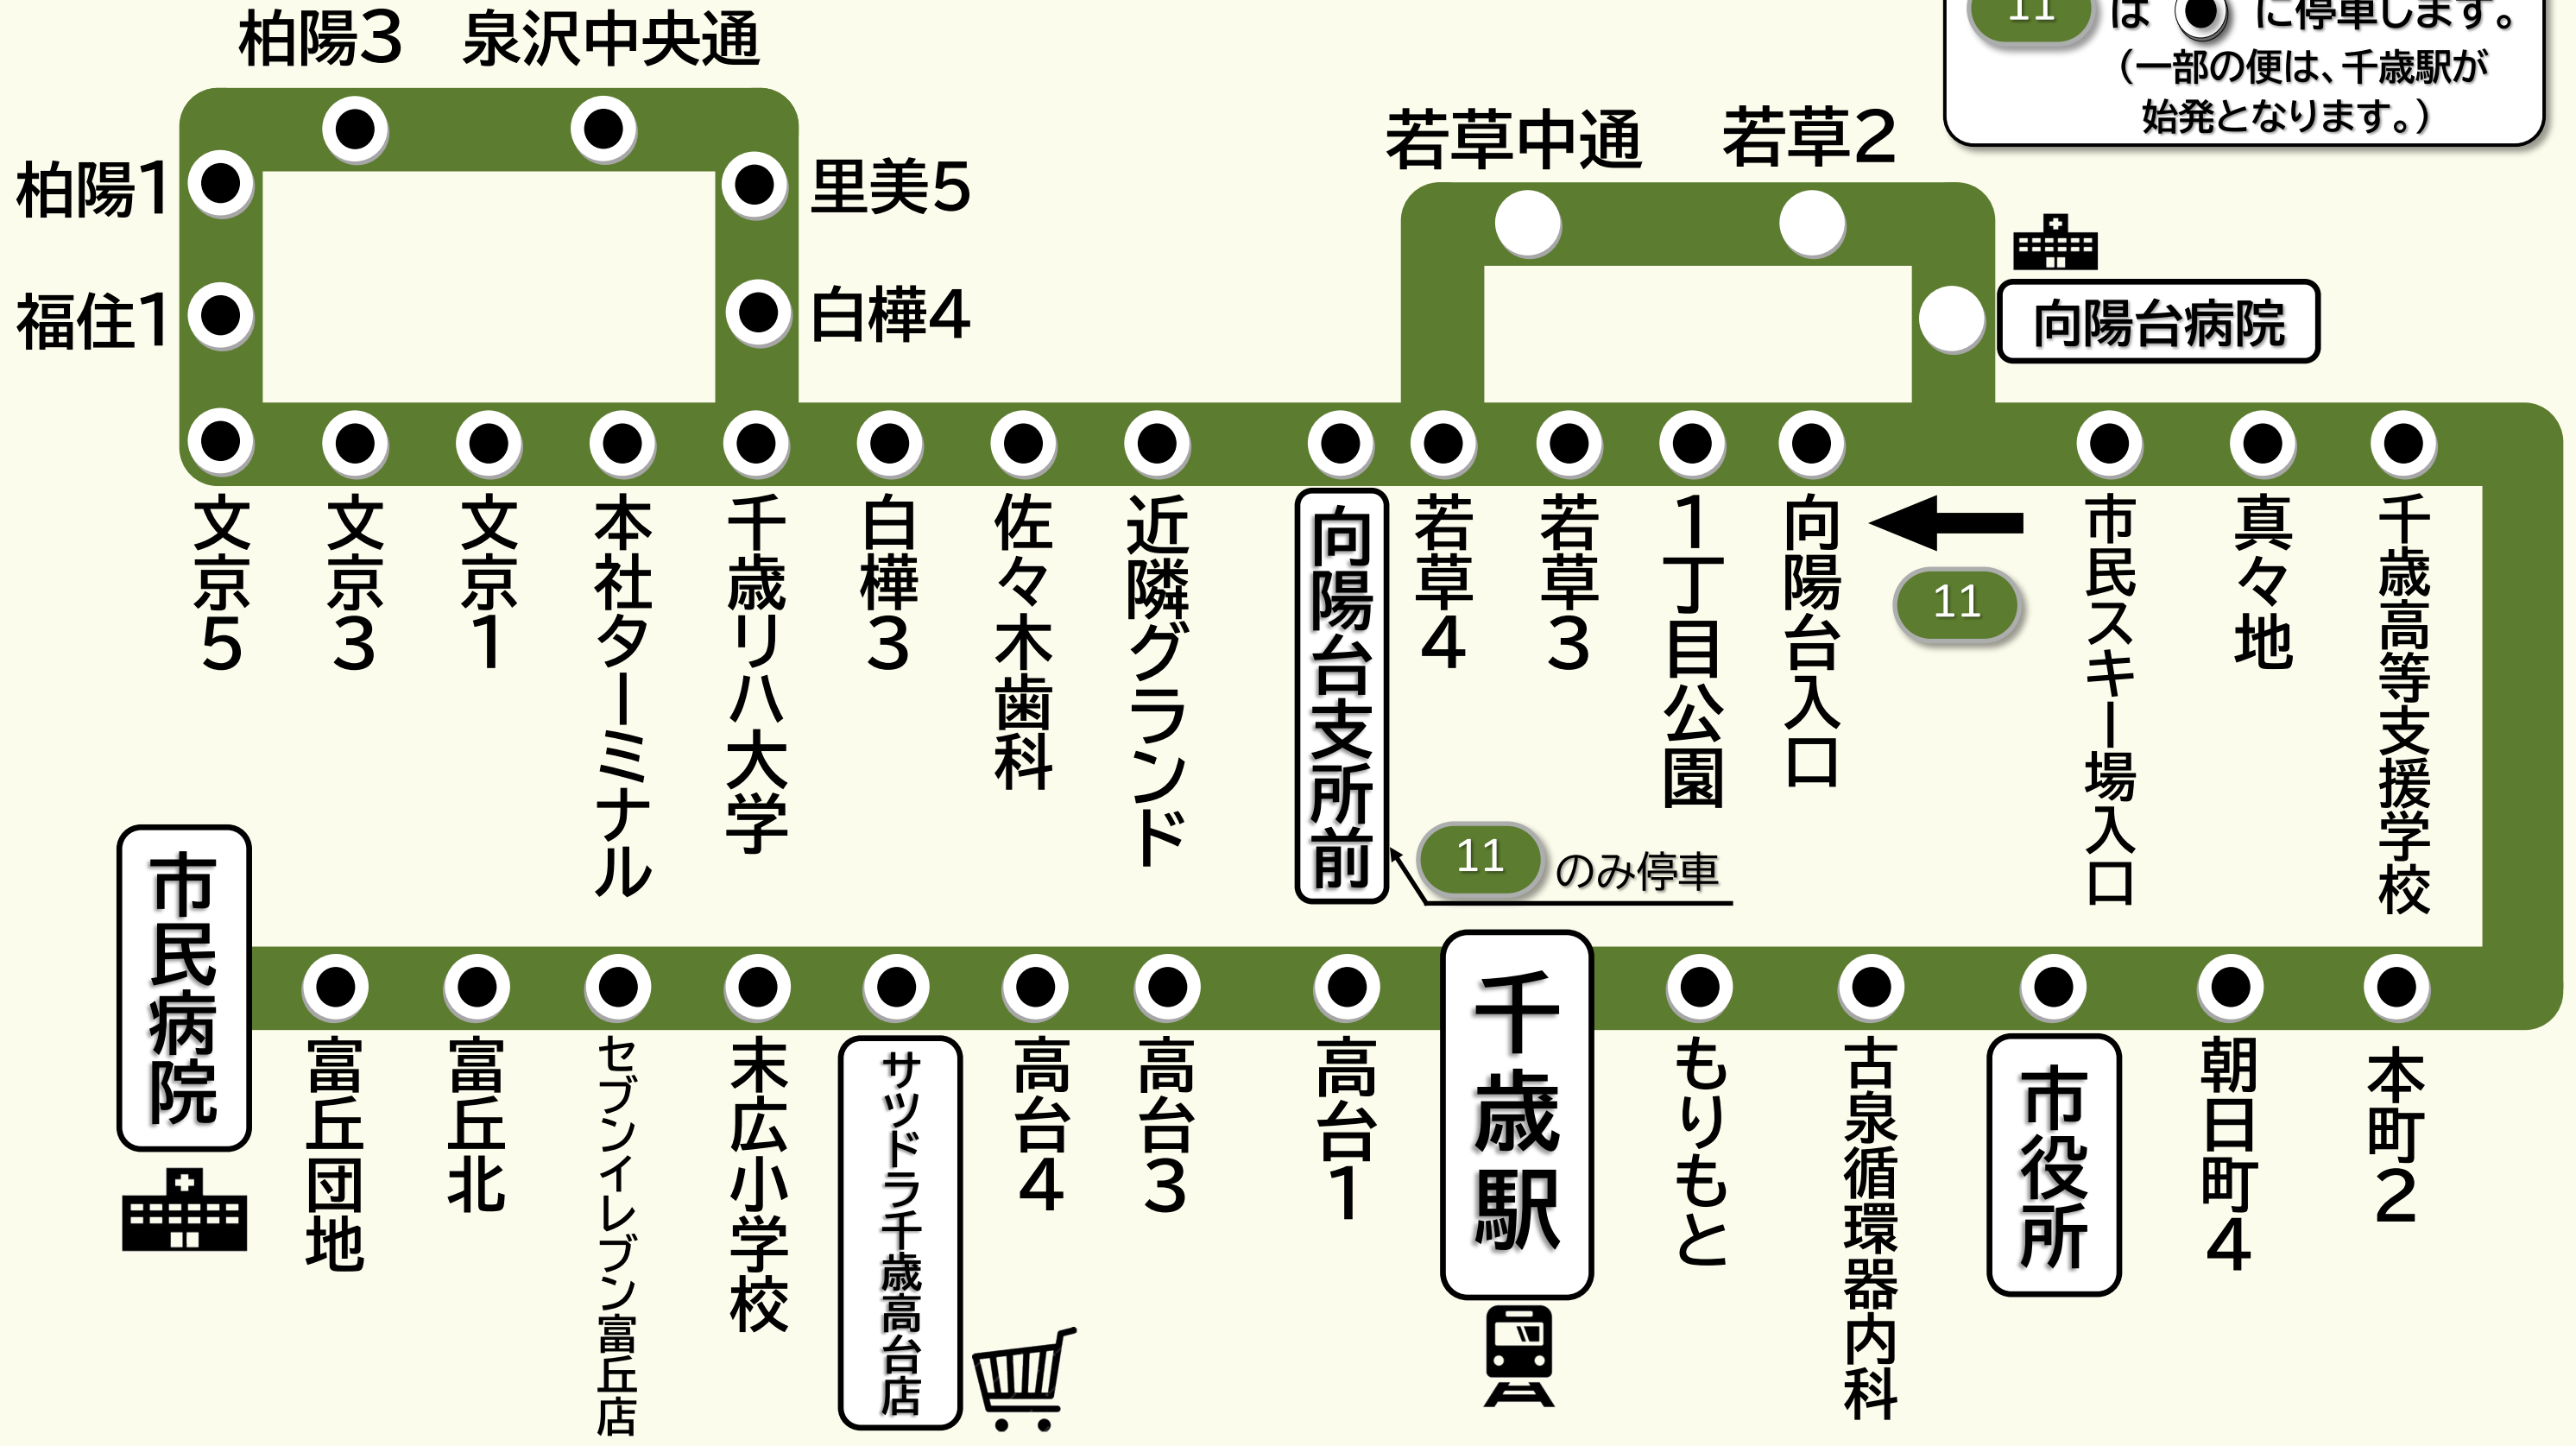 11 は ◉ に停車します。
（一部の便は、千歳駅が
始発となります。）
柏陽3
泉沢中央通
柏陽1
里美5
福住1
白樺4
若草中通
若草2
向陽台病院
文京5
文京3
文京1
本社ターミナル
千歳リハ大学
白樺3
佐々木歯科
近隣グランド
向陽台支所前
若草4
若草3
1丁目公園
向陽台入口
11
市民スキー場入口
真々地
千歳高等支援学校
11 のみ停車
市民病院
富丘団地
富丘北
セブンイレブン富丘店
末広小学校
サツドラ千歳高台店
高台4
高台3
高台1
千歳駅
もりもと
古泉循環器内科
市役所
朝日町4
本町2